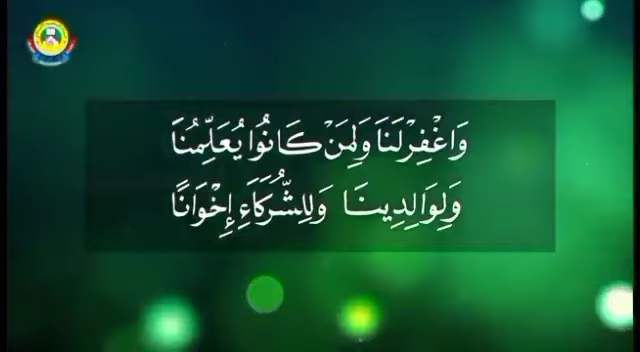 وَاغْفِرْ لَنَا وَلِمَنْ كَانُوا يُعَلِّمُنَا
وَلِوَالِدِينَا وَلِلشُّرَكَاءِ إِخْوَانًا